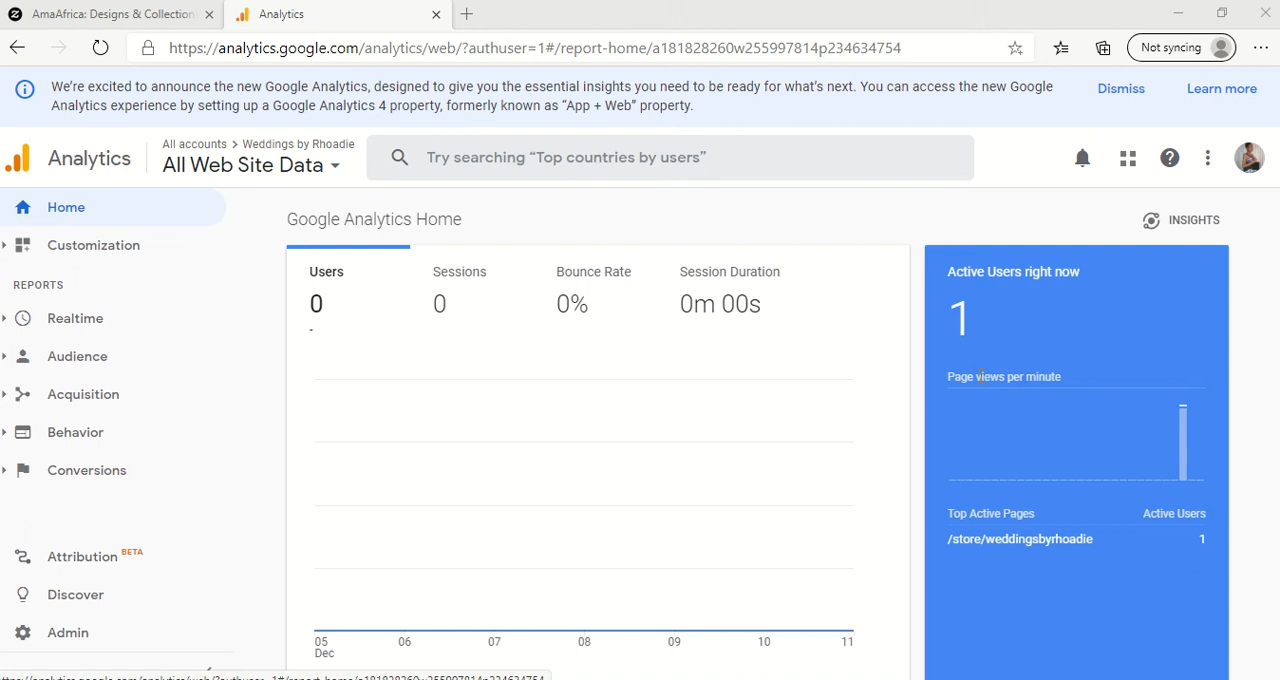 AmaAfrica: Designs & Collection
Analytics
https://analytics.google.com/analytics/web/?authuser=1#/report-home/a181828260w255997814p234634754
Not syncing
We're excited to announce the new Google Analytics, designed to give you the essential insights you need to be ready for what's next. You can access the new Google
Analytics experience by setting up a Google Analytics 4 property, formerly known as "App + Web" property.
Dismiss
Learn more
Analytics
All accounts > Weddings by Rhoadie
All Web Site Data
Try searching "Top countries by users"
Home
Customization
REPORTS
Realtime
Audience
Acquisition
Behavior
Conversions
Attribution BETA
Discover
Admin
Google Analytics Home
INSIGHTS
Users Sessions Bounce Rate Session Duration
0 0 0% 0m 00s
-
05 06 07 08 09 10 11
Dec
Active Users right now
1
Page views per minute
Top Active Pages Active Users
/store/weddingsbyrhoadie 1